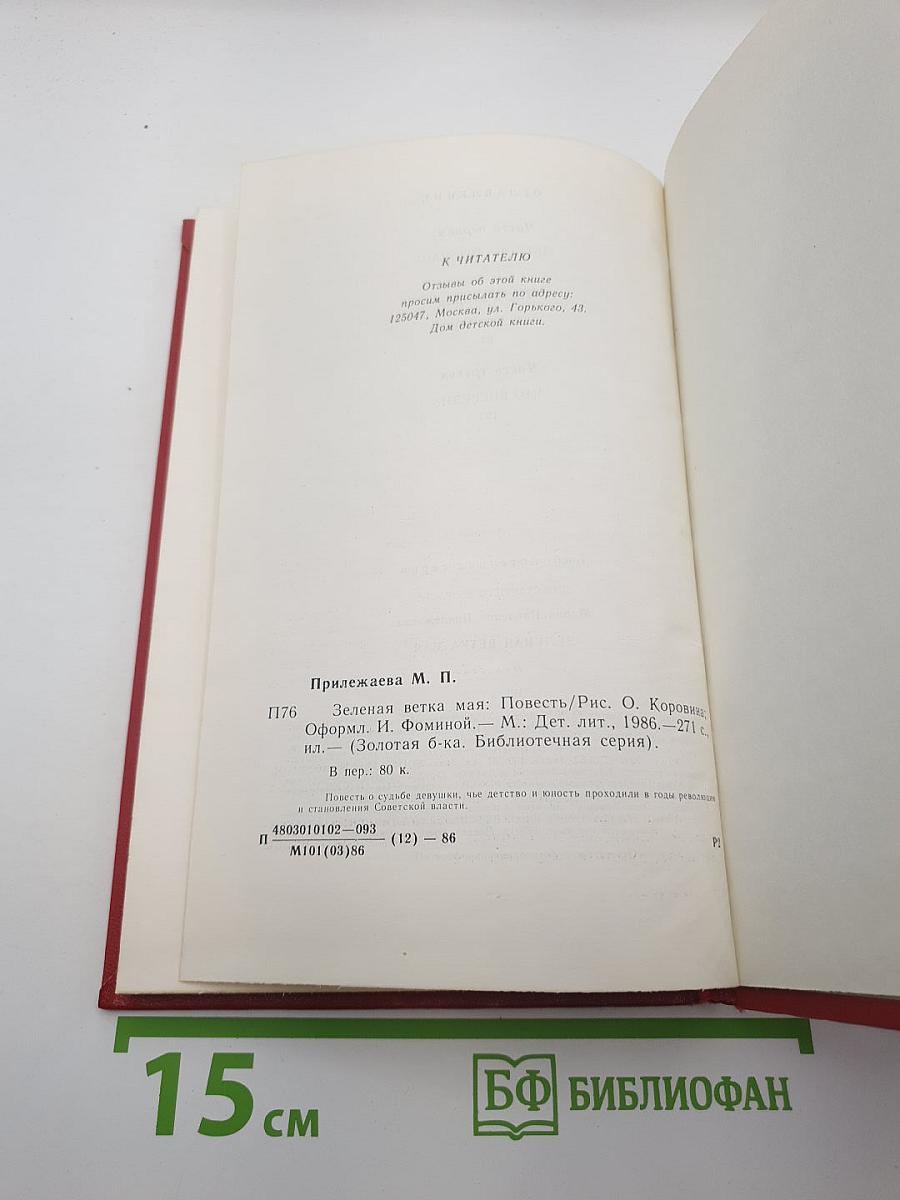 К ЧИТАТЕЛЮ
Отзывы об этой книге
просим присылать по адресу:
125047, Москва, ул. Горького, 43.
Дом детской книги.
Прилежаева М. П.
П76 Зеленая ветка мая: Повесть/Рис. О. Коровина;
Оформл. И. Фоминой.— М.: Дет. лит., 1986.—271 с.,
ил.— (Золотая б-ка. Библиотечная серия).
В пер.: 80 к.
Повесть о судьбе девушки, чье детство и юность проходили в годы революции
и становления Советской власти.
4803010102—093
П (12) — 86
М101(03)86
Р2
15 см
БФ БИБЛИОФАН